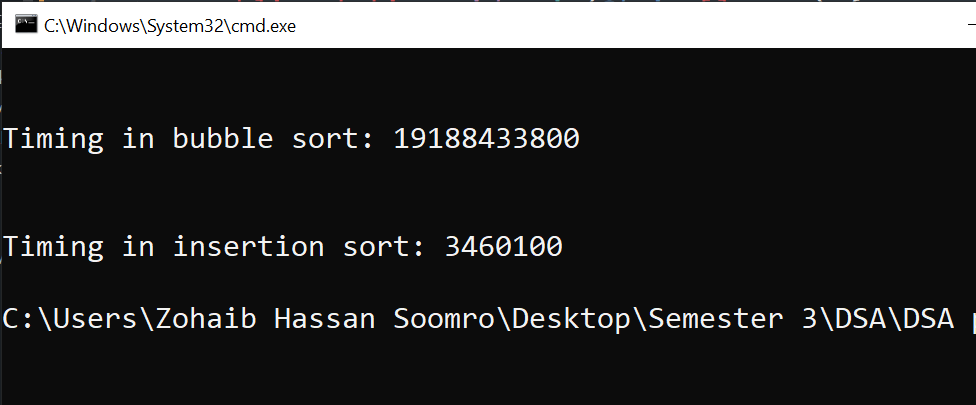 C:\Windows\System32\cmd.exe
Timing in bubble sort: 19188433800
Timing in insertion sort: 3460100
C:\Users\Zohaib Hassan Soomro\Desktop\Semester 3\DSA\DSA